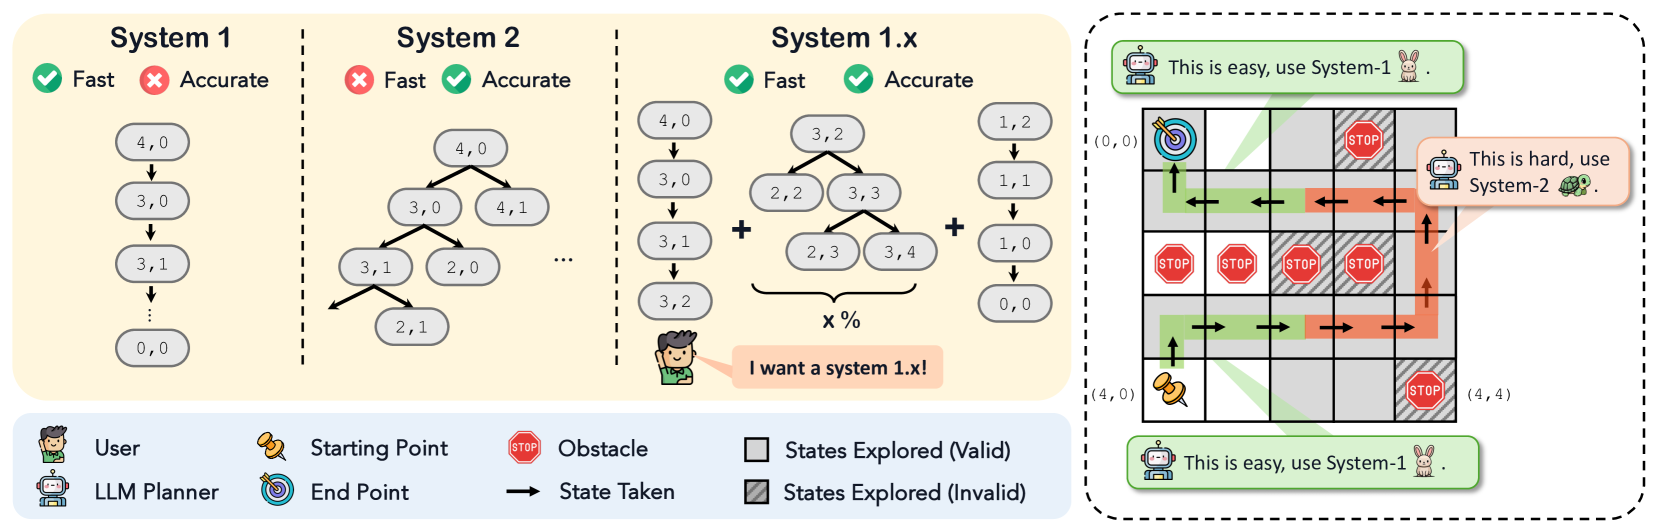 System 1
Fast
Accurate
4,0
3,0
3,1
0,0
System 2
Fast
Accurate
4,0
3,0
4,1
3,1
2,0
...
2,1
System 1.x
Fast
Accurate
4,0
3,0
3,1
3,2
+
3,2
2,2
3,3
2,3
3,4
x %
+
1,2
1,1
1,0
0,0
I want a system 1.x!
User
Starting Point
STOP
Obstacle
States Explored (Valid)
LLM Planner
End Point
State Taken
States Explored (Invalid)
This is easy, use System-1 .
(0,0)
STOP
This is hard, use
System-2 .
STOP
STOP
STOP
STOP
(4,0)
STOP
(4,4)
This is easy, use System-1 .